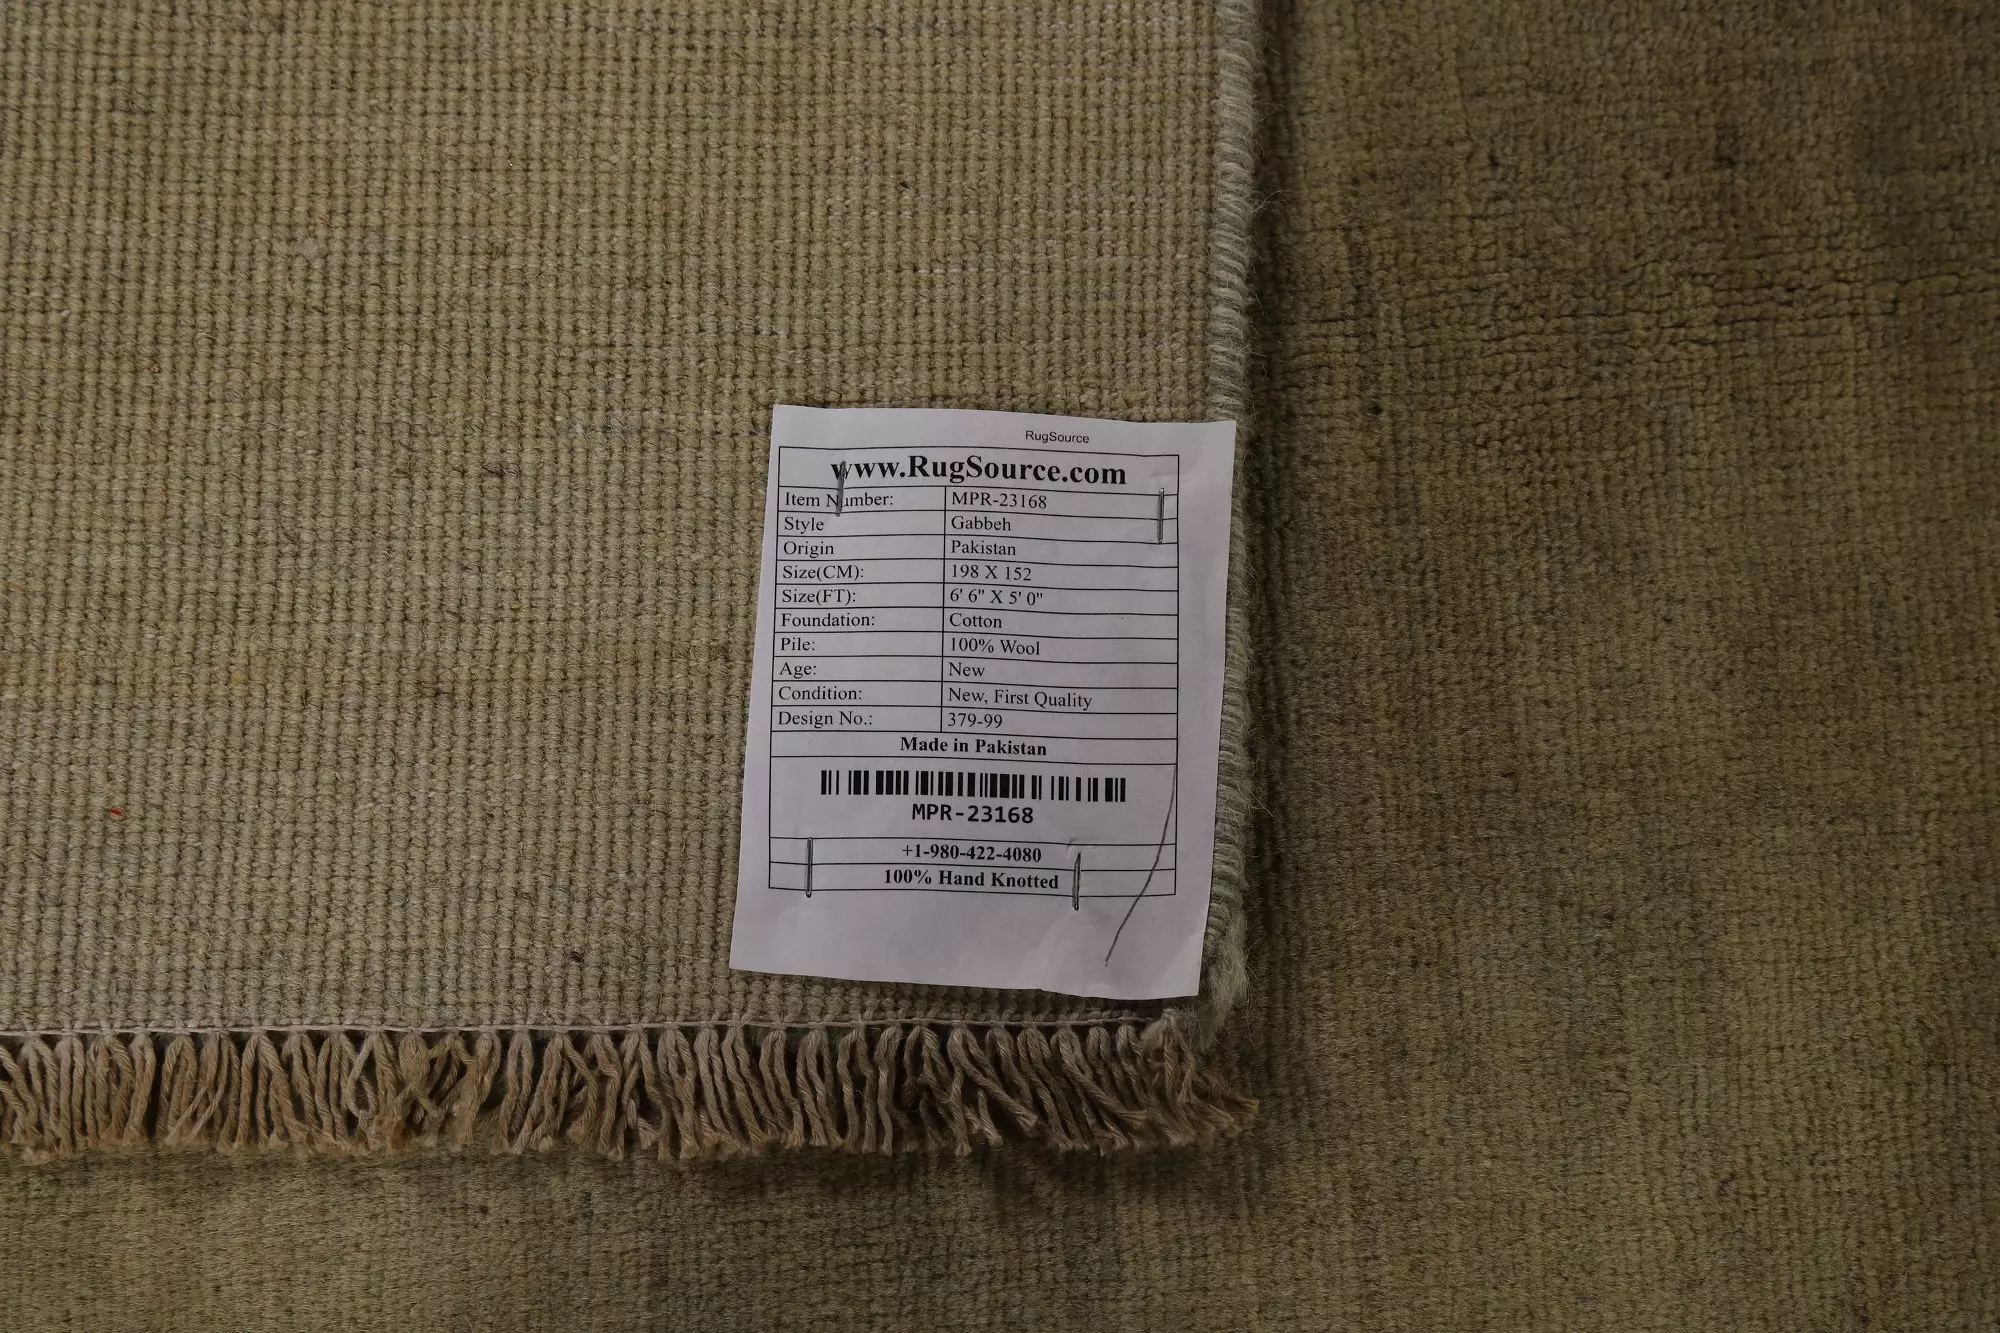 RugSource
www.RugSource.com
Item Number: MPR-23168
Style Gabbeh
Origin Pakistan
Size(CM): 198 X 152
Size(FT): 6' 6" X 5' 0"
Foundation: Cotton
Pile: 100% Wool
Age: New
Condition: New, First Quality
Design No.: 379-99
Made in Pakistan
MPR-23168
+1-980-422-4080
100% Hand Knotted